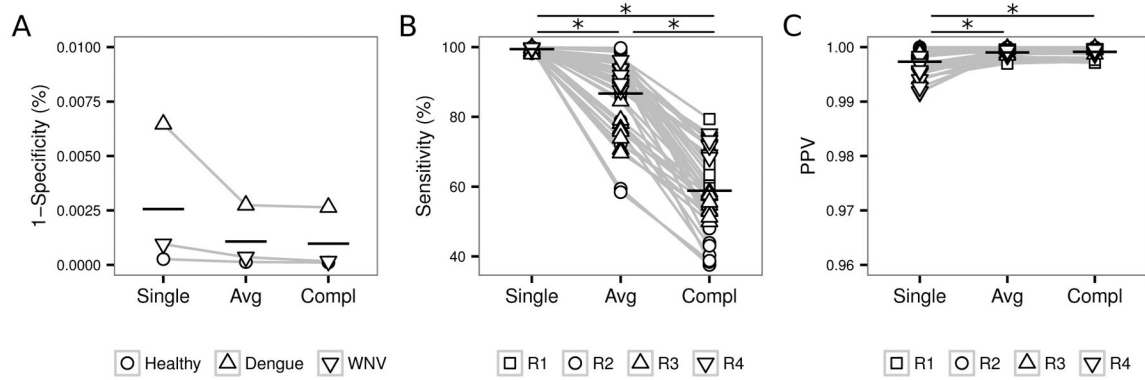 A
1−Specificity (%)
0.0100
0.0075
0.0050
0.0025
0.0000
Single Avg Compl
Healthy Dengue WNV
B
* 
* *
Sensitivity (%)
100
80
60
40
Single Avg Compl
R1 R2 R3 R4
C
*
*
PPV
1.00
0.99
0.98
0.97
0.96
Single Avg Compl
R1 R2 R3 R4